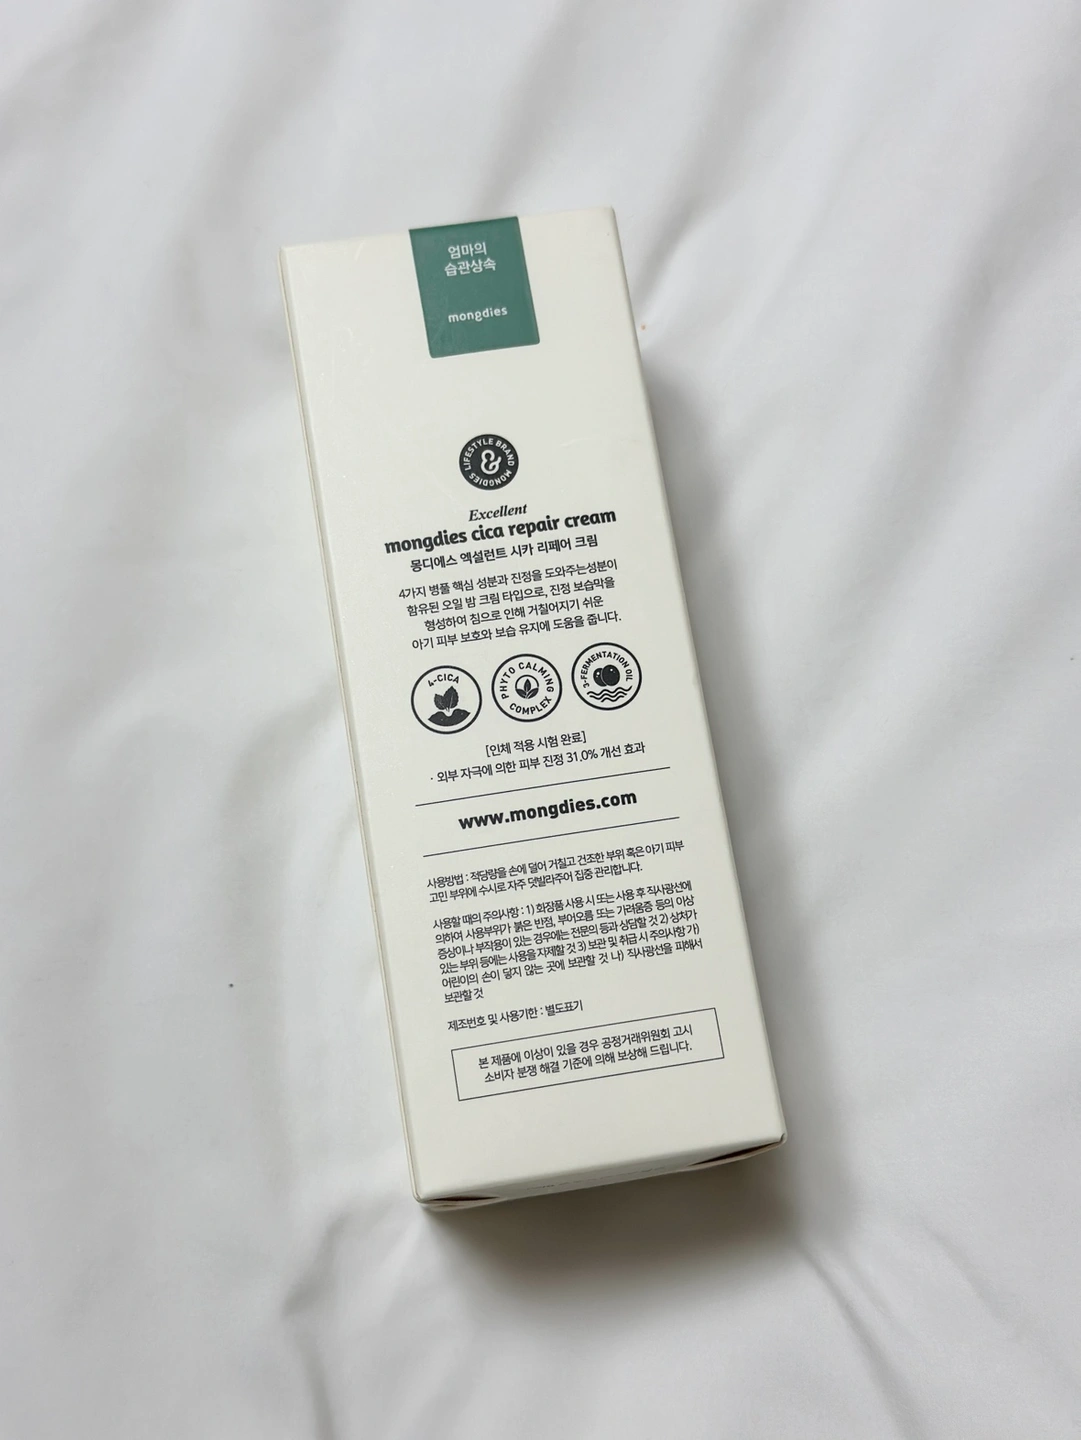 엄마의
습관상속
mongdies
LIFESTYLE BRAND MONGDIES
&
Excellent
mongdies cica repair cream
몽디에스 엑설런트 시카 리페어 크림
4가지 병풀 핵심 성분과 진정을 도와주는성분이
함유된 오일 밤 크림 타입으로, 진정 보습막을
형성하여 침으로 인해 거칠어지기 쉬운
아기 피부 보호와 보습 유지에 도움을 줍니다.
4-CICA
PHYTO CALMING COMPLEX
3-FERMENTATION OIL
[인체 적용 시험 완료]
· 외부 자극에 의한 피부 진정 31.0% 개선 효과
www.mongdies.com
사용방법 : 적당량을 손에 덜어 거칠고 건조한 부위 혹은 아기 피부
고민 부위에 수시로 자주 덧발라주어 집중 관리합니다.
사용할 때의 주의사항 : 1) 화장품 사용 시 또는 사용 후 직사광선에
의하여 사용부위가 붉은 반점, 부어오름 또는 가려움증 등의 이상
증상이나 부작용이 있는 경우에는 전문의 등과 상담할 것 2) 상처가
있는 부위 등에는 사용을 자제할 것 3) 보관 및 취급 시 주의사항 가)
어린이의 손이 닿지 않는 곳에 보관할 것 나) 직사광선을 피해서
보관할 것
제조번호 및 사용기한 : 별도표기
본 제품에 이상이 있을 경우 공정거래위원회 고시
소비자 분쟁 해결 기준에 의해 보상해 드립니다.